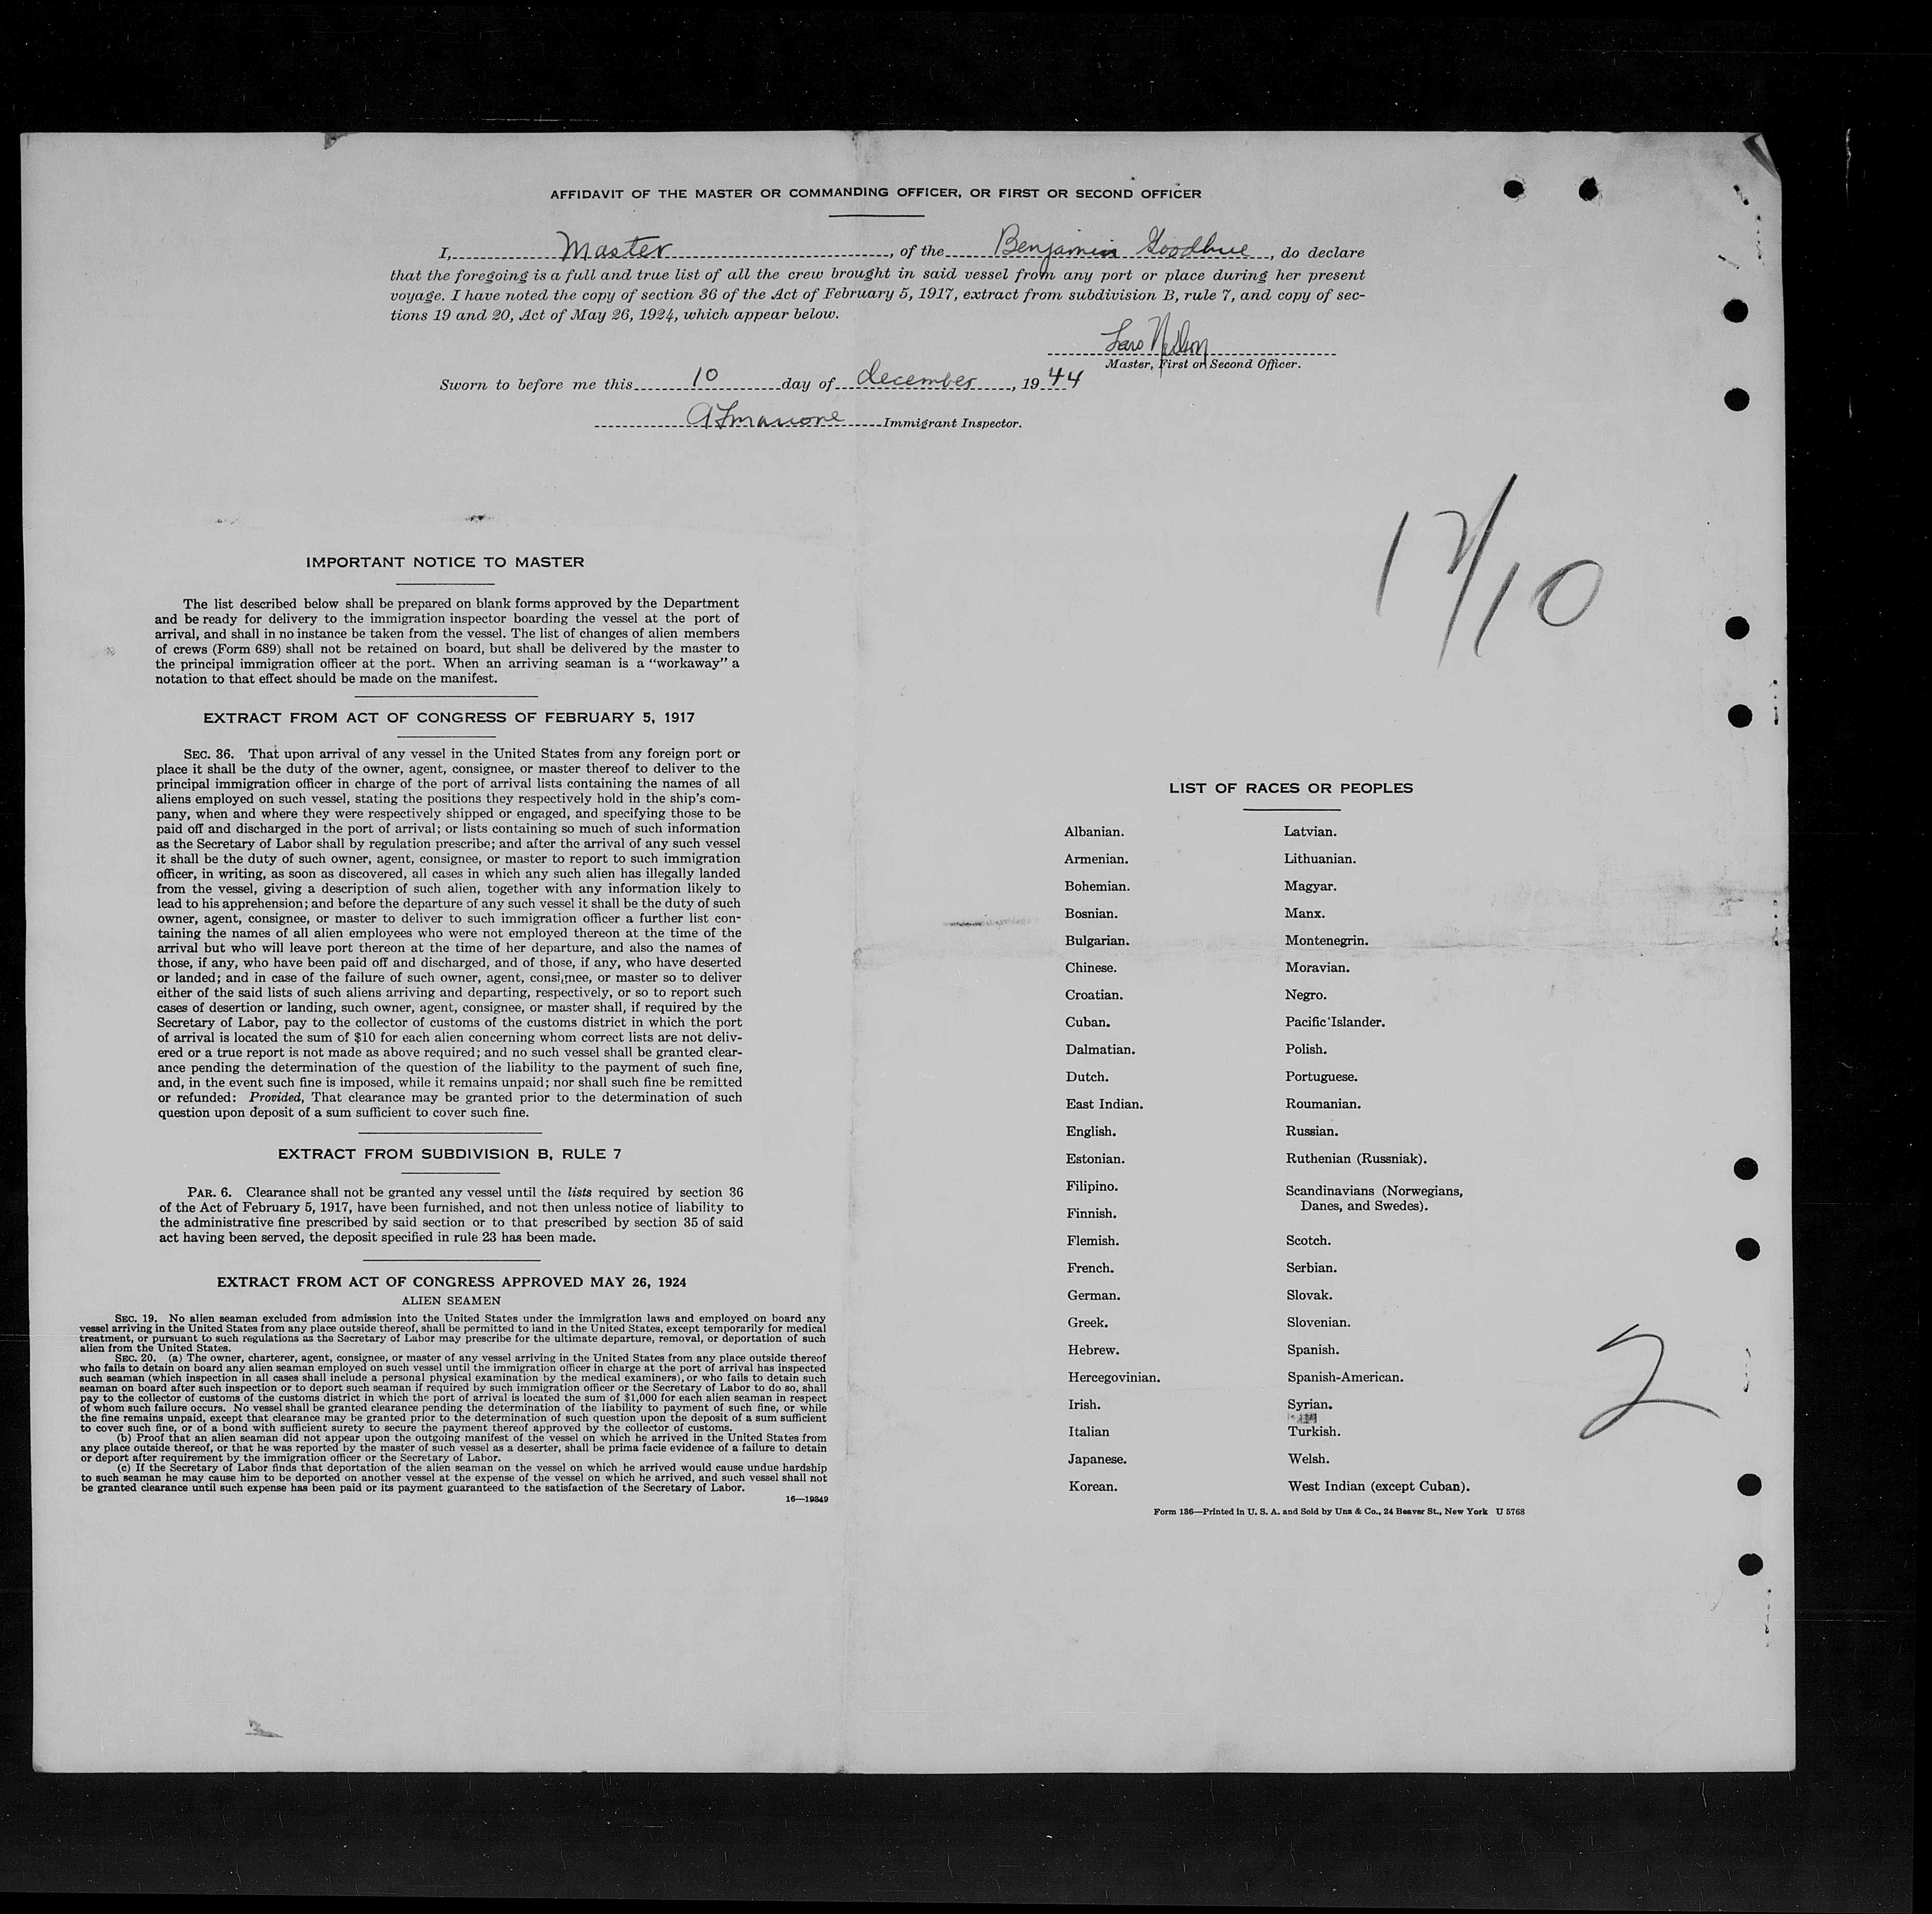 AFFIDAVIT OF THE MASTER OR COMMANDING OFFICER, OR FIRST OR SECOND OFFICER
I, Master, of the Benjamin Goodhue, do declare
that the foregoing is a full and true list of all the crew brought in said vessel from any port or place during her present
voyage. I have noted the copy of section 36 of the Act of February 5, 1917, extract from subdivision B, rule 7, and copy of sec-
tions 19 and 20, Act of May 26, 1924, which appear below.
Lars Nelson
Master, First or Second Officer.
Sworn to before me this 10 day of december, 19 44
Immigrant Inspector.
12/10
IMPORTANT NOTICE TO MASTER
The list described below shall be prepared on blank forms approved by the Department
and be ready for delivery to the immigration inspector boarding the vessel at the port of
arrival, and shall in no instance be taken from the vessel. The list of changes of alien members
of crews (Form 689) shall not be retained on board, but shall be delivered by the master to
the principal immigration officer at the port. When an arriving seaman is a "workaway" a
notation to that effect should be made on the manifest.
EXTRACT FROM ACT OF CONGRESS OF FEBRUARY 5, 1917
SEC. 36. That upon arrival of any vessel in the United States from any foreign port or
place it shall be the duty of the owner, agent, consignee, or master thereof to deliver to the
principal immigration officer in charge of the port of arrival lists containing the names of all
aliens employed on such vessel, stating the positions they respectively hold in the ship's com-
pany, when and where they were respectively shipped or engaged, and specifying those to be
paid off and discharged in the port of arrival; or lists containing so much of such information
as the Secretary of Labor shall by regulation prescribe; and after the arrival of any such vessel
it shall be the duty of such owner, agent, consignee, or master to report to such immigration
officer, in writing, as soon as discovered, all cases in which any such alien has illegally landed
from the vessel, giving a description of such alien, together with any information likely to
lead to his apprehension; and before the departure of any such vessel it shall be the duty of such
owner, agent, consignee, or master to deliver to such immigration officer a further list con-
taining the names of all alien employees who were not employed thereon at the time of the
arrival but who will leave port thereon at the time of her departure, and also the names of
those, if any, who have been paid off and discharged, and of those, if any, who have deserted
or landed; and in case of the failure of such owner, agent, consignee, or master so to deliver
either of the said lists of such aliens arriving and departing, respectively, or so to report such
cases of desertion or landing, such owner, agent, consignee, or master shall, if required by the
Secretary of Labor, pay to the collector of customs of the customs district in which the port
of arrival is located the sum of $10 for each alien concerning whom correct lists are not deliv-
ered or a true report is not made as above required; and no such vessel shall be granted clear-
ance pending the determination of the question of the liability to the payment of such fine,
and, in the event such fine is imposed, while it remains unpaid; nor shall such fine be remitted
or refunded: Provided, That clearance may be granted prior to the determination of such
question upon deposit of a sum sufficient to cover such fine.
EXTRACT FROM SUBDIVISION B, RULE 7
PAR. 6. Clearance shall not be granted any vessel until the lists required by section 36
of the Act of February 5, 1917, have been furnished, and not then unless notice of liability to
the administrative fine prescribed by said section or to that prescribed by section 35 of said
act having been served, the deposit specified in rule 23 has been made.
EXTRACT FROM ACT OF CONGRESS APPROVED MAY 26, 1924
ALIEN SEAMEN
SEC. 19. No alien seaman excluded from admission into the United States under the immigration laws and employed on board any
vessel arriving in the United States from any place outside thereof, shall be permitted to land in the United States, except temporarily for medical
treatment, or pursuant to such regulations as the Secretary of Labor may prescribe for the ultimate departure, removal, or deportation of such
alien from the United States.
SEC. 20. (a) The owner, charterer, agent, consignee, or master of any vessel arriving in the United States from any place outside thereof
who fails to detain on board any alien seaman employed on such vessel until the immigration officer in charge at the port of arrival has inspected
such seaman (which inspection in all cases shall include a personal physical examination by the medical examiners), or who fails to detain such
seaman on board after such inspection or to deport such seaman if required by such immigration officer or the Secretary of Labor to do so, shall
pay to the collector of customs of the customs district in which the port of arrival is located the sum of $1,000 for each alien seaman in respect
of whom such failure occurs. No vessel shall be granted clearance pending the determination of the liability to payment of such fine, or while
the fine remains unpaid, except that clearance may be granted prior to the determination of such question upon the deposit of a sum sufficient
to cover such fine, or of a bond with sufficient surety to secure the payment thereof approved by the collector of customs.
(b) Proof that an alien seaman did not appear upon the outgoing manifest of the vessel on which he arrived in the United States from
any place outside thereof, or that he was reported by the master of such vessel as a deserter, shall be prima facie evidence of a failure to detain
or deport after requirement by the immigration officer or the Secretary of Labor.
(c) If the Secretary of Labor finds that deportation of the alien seaman on the vessel on which he arrived would cause undue hardship
to such seaman he may cause him to be deported on another vessel at the expense of the vessel on which he arrived, and such vessel shall not
be granted clearance until such expense has been paid or its payment guaranteed to the satisfaction of the Secretary of Labor.
16—19349
LIST OF RACES OR PEOPLES
Albanian.
Armenian.
Bohemian.
Bosnian.
Bulgarian.
Chinese.
Croatian.
Cuban.
Dalmatian.
Dutch.
East Indian.
English.
Estonian.
Filipino.
Finnish.
Flemish.
French.
German.
Greek.
Hebrew.
Hercegovinian.
Irish.
Italian
Japanese.
Korean.
Latvian.
Lithuanian.
Magyar.
Manx.
Montenegrin.
Moravian.
Negro.
Pacific Islander.
Polish.
Portuguese.
Roumanian.
Russian.
Ruthenian (Russniak).
Scandinavians (Norwegians,
Danes, and Swedes).
Scotch.
Serbian.
Slovak.
Slovenian.
Spanish.
Spanish-American.
Syrian.
Turkish.
Welsh.
West Indian (except Cuban).
2
Form 136—Printed in U. S. A. and Sold by Unz & Co., 24 Beaver St., New York U 5768